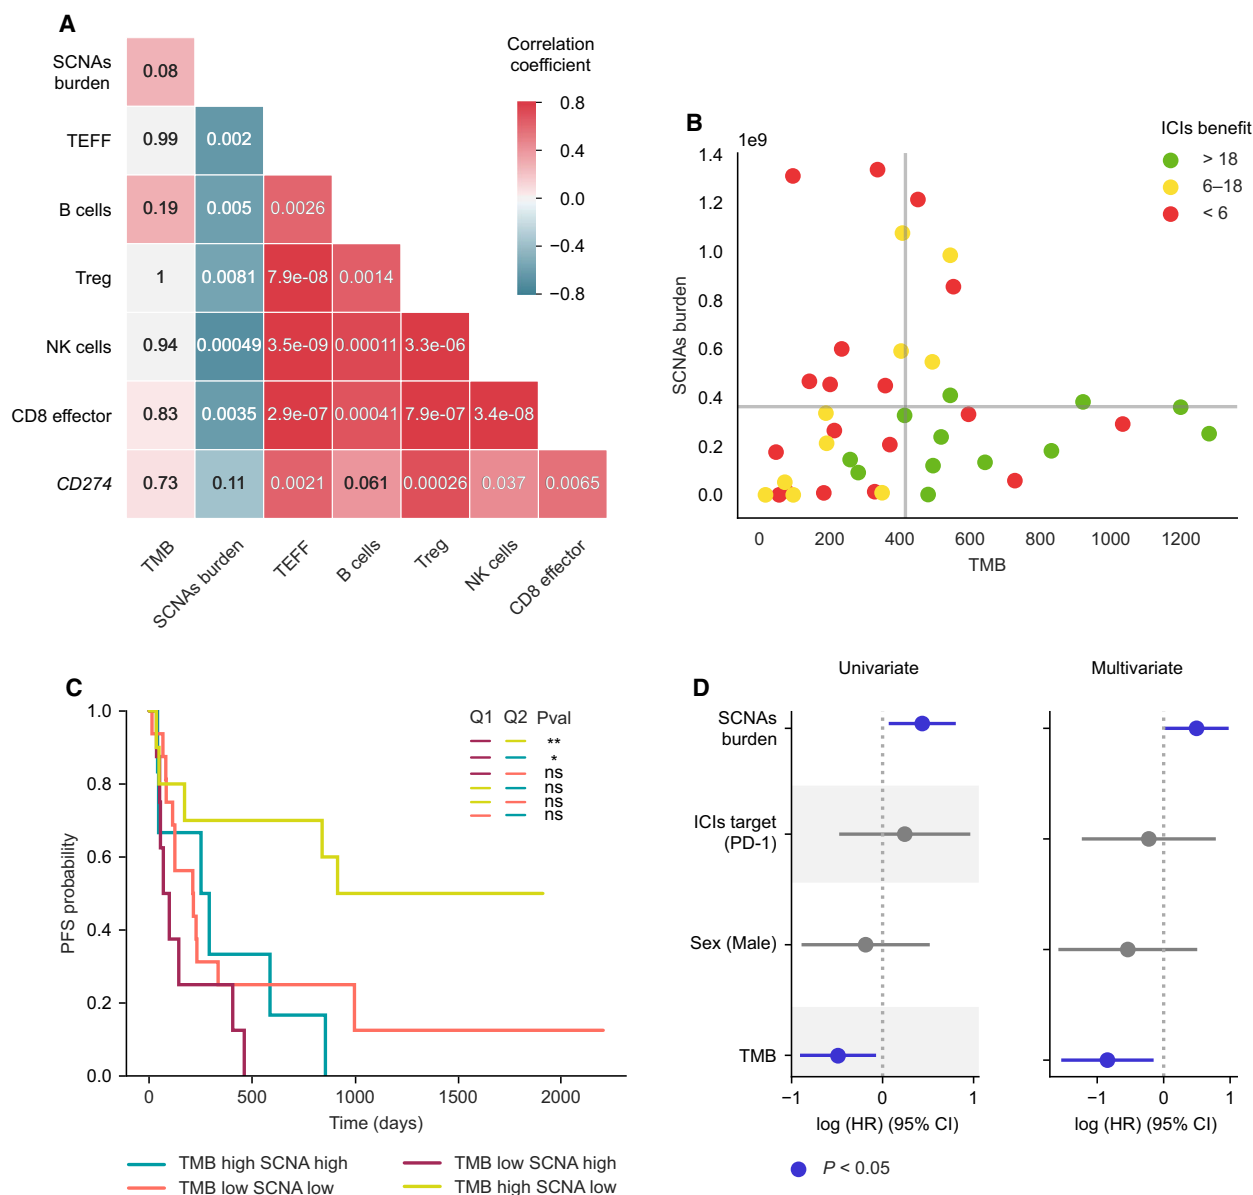 A
Correlation
coefficient
SCNAs
burden
0.08
0.8
TEFF
0.99
0.002
0.4
B cells
0.19
0.005
0.0026
0.0
Treg
1
0.0081
7.9e-08
0.0014
−0.4
−0.8
NK cells
0.94
0.00049
3.5e-09
0.00011
3.3e-06
CD8 effector
0.83
0.0035
2.9e-07
0.00041
7.9e-07
3.4e-08
CD274
0.73
0.11
0.0021
0.061
0.00026
0.037
0.0065
TMB
SCNAs burden
TEFF
B cells
Treg
NK cells
CD8 effector
B
1e9
ICIs benefit
> 18
6–18
< 6
1.4
1.2
1.0
0.8
0.6
0.4
0.2
0.0
SCNAs burden
0 200 400 600 800 1000 1200
TMB
C
Q1 Q2 Pval
**
*
ns
ns
ns
ns
1.0
0.8
0.6
0.4
0.2
0.0
PFS probability
0 500 1000 1500 2000
Time (days)
TMB high SCNA high
TMB low SCNA low
TMB low SCNA high
TMB high SCNA low
D
Univariate
Multivariate
SCNAs
burden
ICIs target
(PD-1)
Sex (Male)
TMB
−1 0 1
−1 0 1
log (HR) (95% CI)
log (HR) (95% CI)
P < 0.05